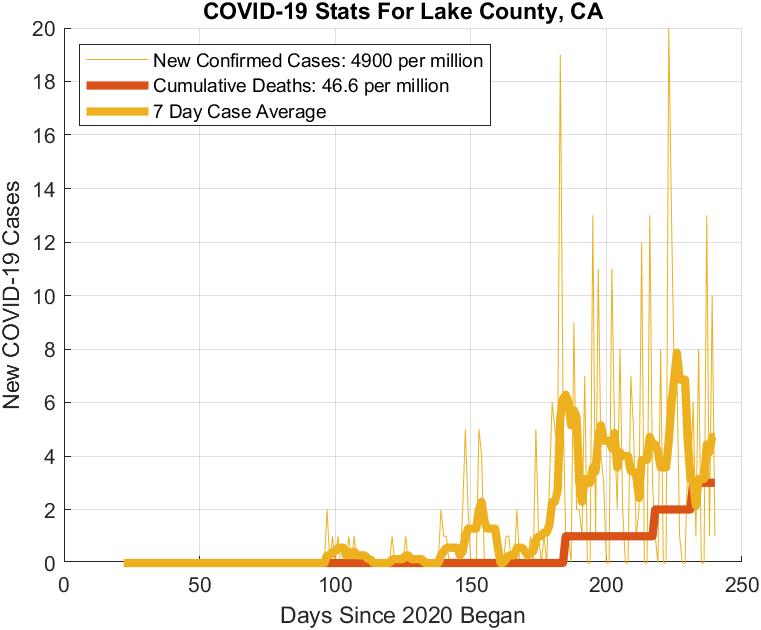 COVID-19 Stats For Lake County, CA
New Confirmed Cases: 4900 per million
Cumulative Deaths: 46.6 per million
7 Day Case Average
New COVID-19 Cases
20
18
16
14
12
10
8
6
4
2
0
0 50 100 150 200 250
Days Since 2020 Began